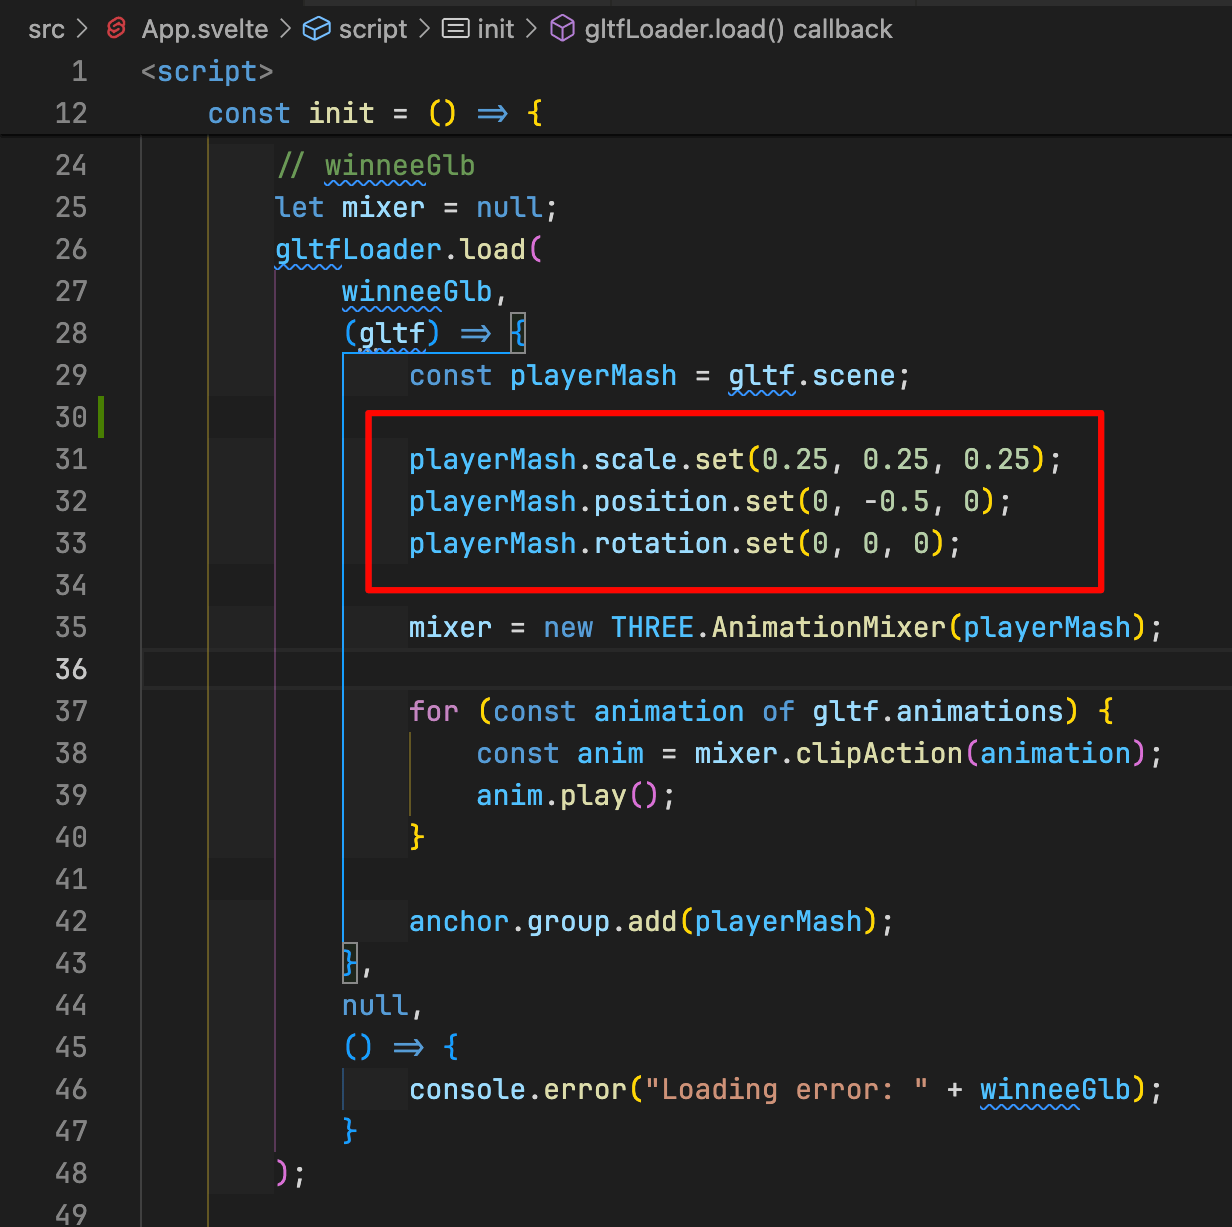 src > App.svelte > script > init > gltfLoader.load() callback
1 <script>
12 const init = () => {
24 // winneeGlb
25 let mixer = null;
26 gltfLoader.load(
27 winneeGlb,
28 (gltf) => {
29 const playerMash = gltf.scene;
30
31 playerMash.scale.set(0.25, 0.25, 0.25);
32 playerMash.position.set(0, -0.5, 0);
33 playerMash.rotation.set(0, 0, 0);
34
35 mixer = new THREE.AnimationMixer(playerMash);
36
37 for (const animation of gltf.animations) {
38 const anim = mixer.clipAction(animation);
39 anim.play();
40 }
41
42 anchor.group.add(playerMash);
43 },
44 null,
45 () => {
46 console.error("Loading error: " + winneeGlb);
47 }
48 );
49